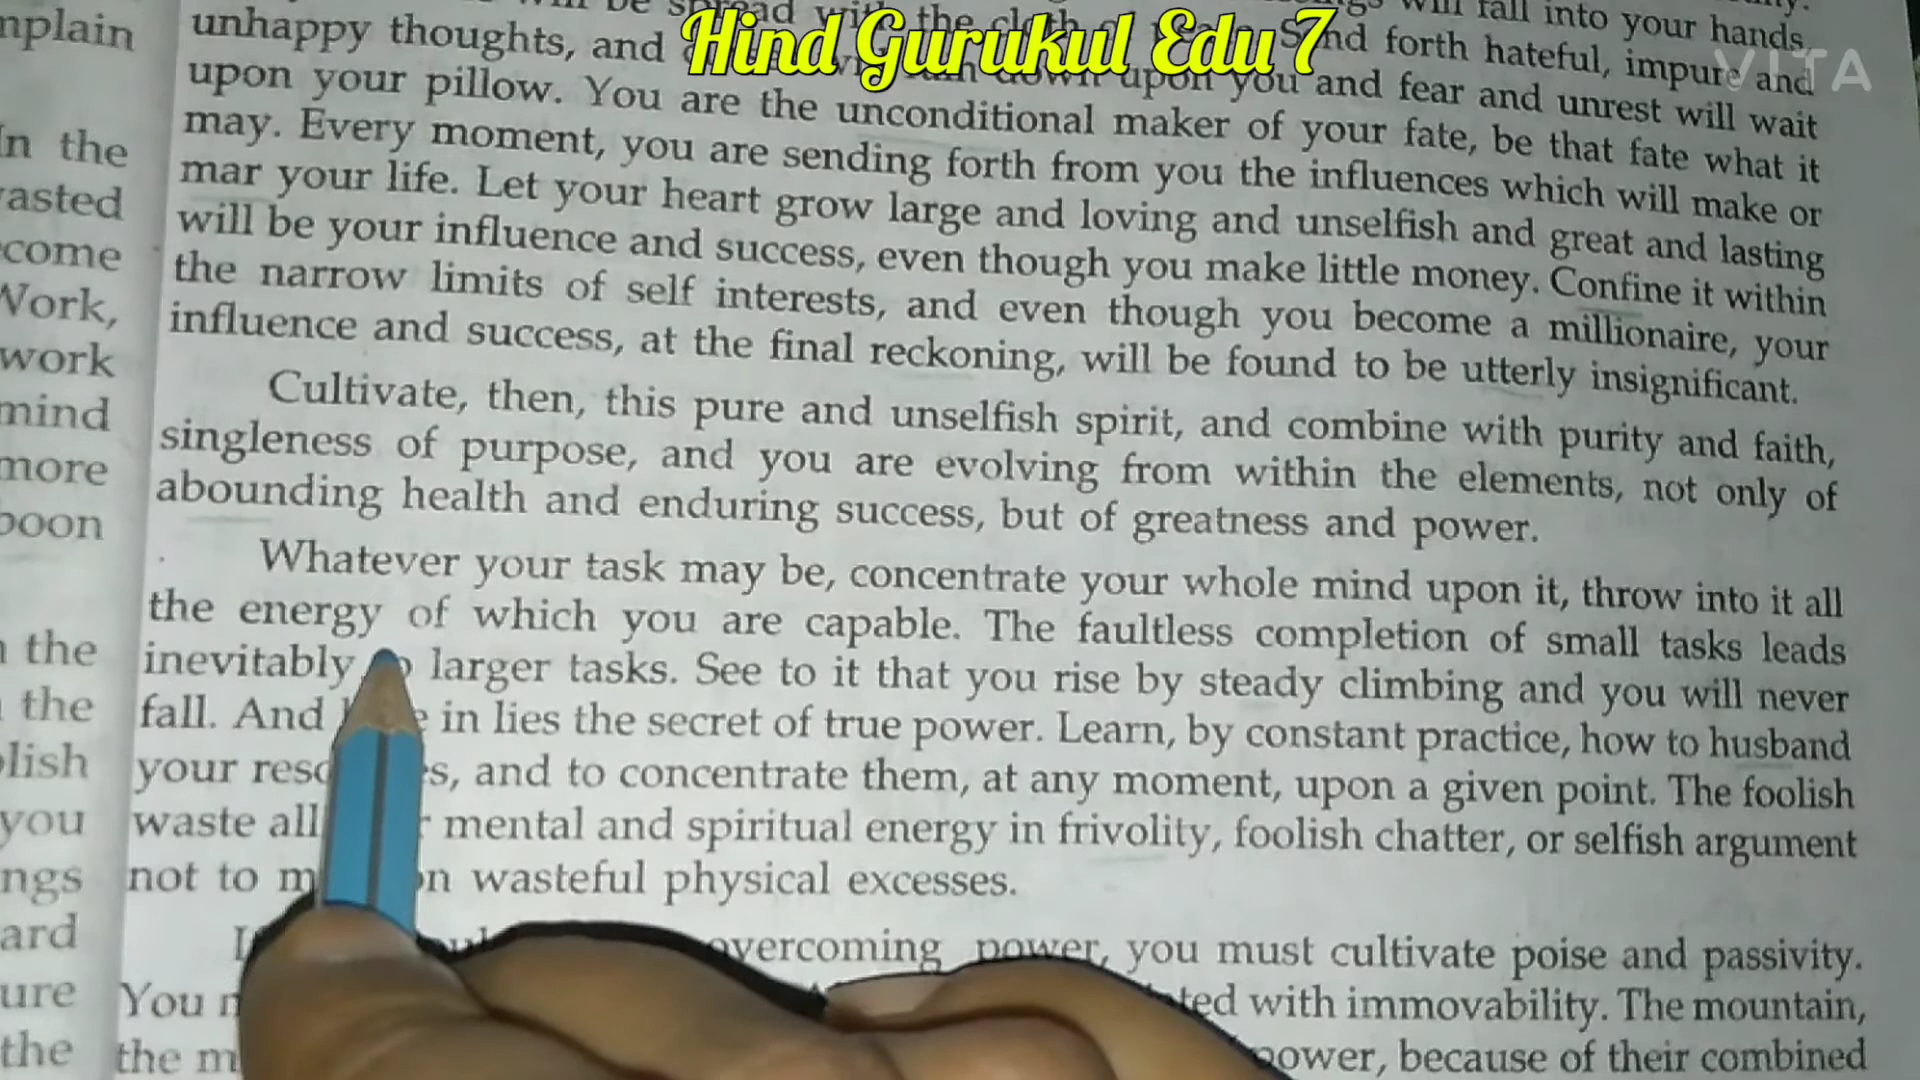 Hind Gurukul Edu 7
VITA
unhappy thoughts, and down upon you and fear and unrest will wait
upon your pillow. You are the unconditional maker of your fate, be that fate what it
may. Every moment, you are sending forth from you the influences which will make or
mar your life. Let your heart grow large and loving and unselfish and great and lasting
will be your influence and success, even though you make little money. Confine it within
the narrow limits of self interests, and even though you become a millionaire, your
influence and success, at the final reckoning, will be found to be utterly insignificant.
Cultivate, then, this pure and unselfish spirit, and combine with purity and faith,
singleness of purpose, and you are evolving from within the elements, not only of
abounding health and enduring success, but of greatness and power.
Whatever your task may be, concentrate your whole mind upon it, throw into it all
the energy of which you are capable. The faultless completion of small tasks leads
inevitably larger tasks. See to it that you rise by steady climbing and you will never
fall. And in lies the secret of true power. Learn, by constant practice, how to husband
your and to concentrate them, at any moment, upon a given point. The foolish
waste all mental and spiritual energy in frivolity, foolish chatter, or selfish argument
not to wasteful physical excesses.
overcoming power, you must cultivate poise and passivity.
You with immovability. The mountain,
the power, because of their combined